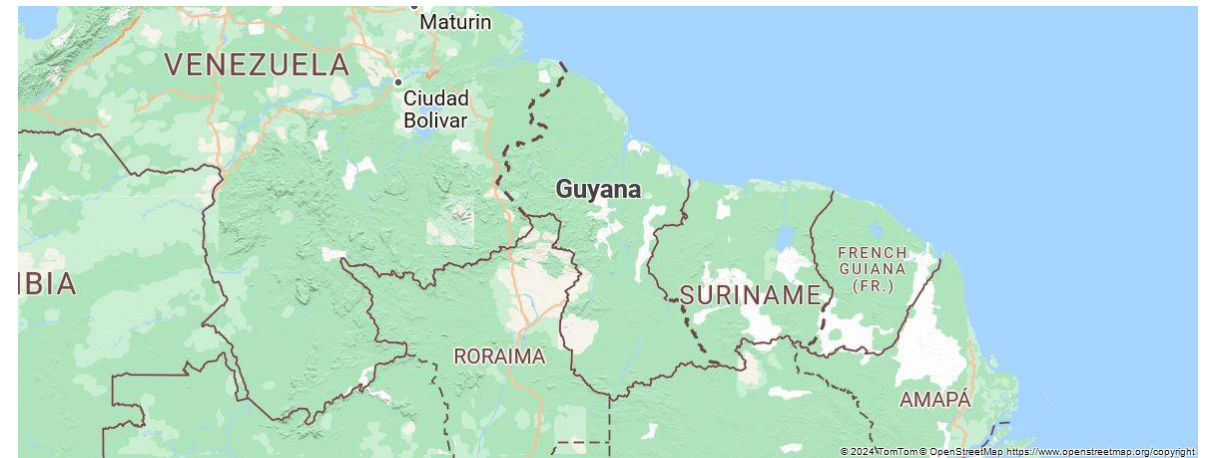 Maturin
VENEZUELA
Ciudad
Bolivar
Guyana
FRENCH
GUIANA
(FR.)
IBIA
SURINAME
RORAIMA
AMAPÁ
© 2024 TomTom © OpenStreetMap https://www.openstreetmap.org/copyright